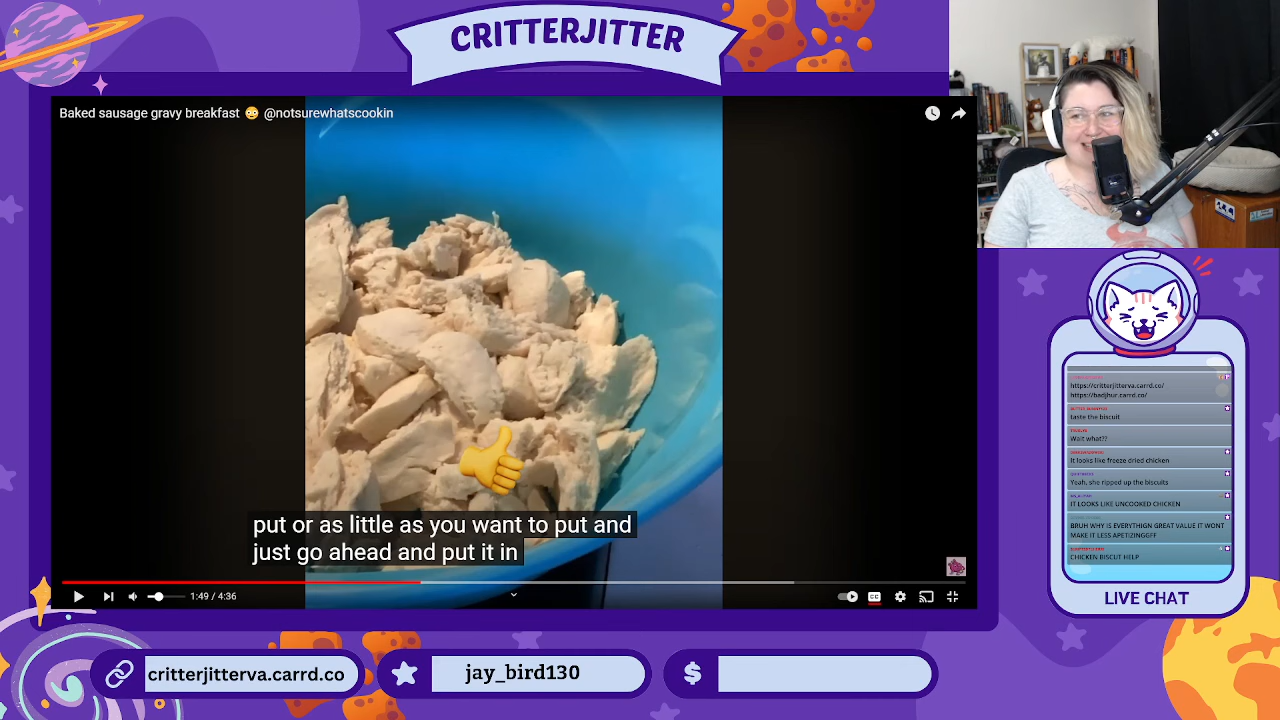 CRITTERJITTER
Baked sausage gravy breakfast 😳 @notsurewhatscookin
put or as little as you want to put and
just go ahead and put it in
1:49 / 4:36
CC
https://critterjitterva.carrd.co/
https://badjhur.carrd.co/
taste the biscuit
Wait what??
It looks like freeze dried chicken
Yeah, she ripped up the biscuits
IT LOOKS LIKE UNCOOKED CHICKEN
BRUH WHY IS EVERYTHIGN GREAT VALUE IT WONT
MAKE IT LESS APETIZINGGFF
CHICKEN BISCUT HELP
LIVE CHAT
critterjitterva.carrd.co
jay_bird130
$